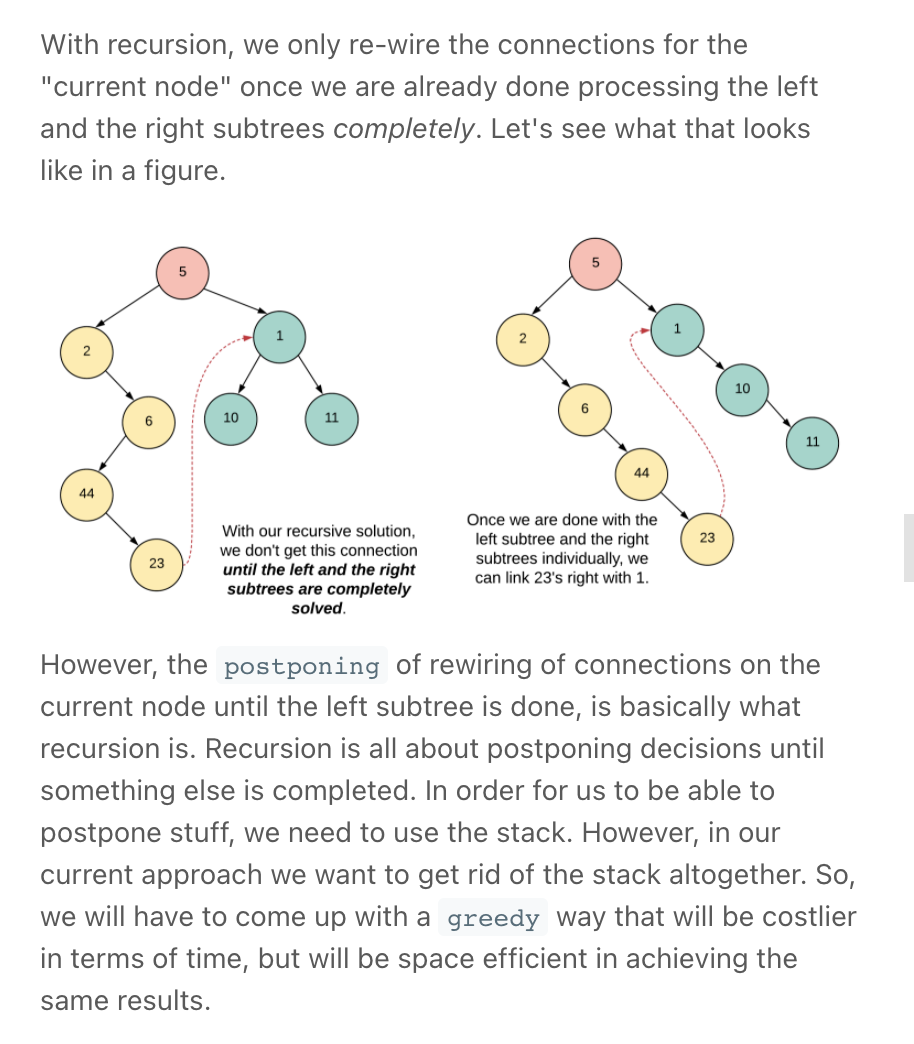 With recursion, we only re-wire the connections for the
"current node" once we are already done processing the left
and the right subtrees completely. Let's see what that looks
like in a figure.
5
2
1
6
10
11
44
23
With our recursive solution,
we don't get this connection
until the left and the right
subtrees are completely
solved.
5
2
1
10
6
11
44
23
Once we are done with the
left subtree and the right
subtrees individually, we
can link 23's right with 1.
However, the postponing of rewiring of connections on the
current node until the left subtree is done, is basically what
recursion is. Recursion is all about postponing decisions until
something else is completed. In order for us to be able to
postpone stuff, we need to use the stack. However, in our
current approach we want to get rid of the stack altogether. So,
we will have to come up with a greedy way that will be costlier
in terms of time, but will be space efficient in achieving the
same results.